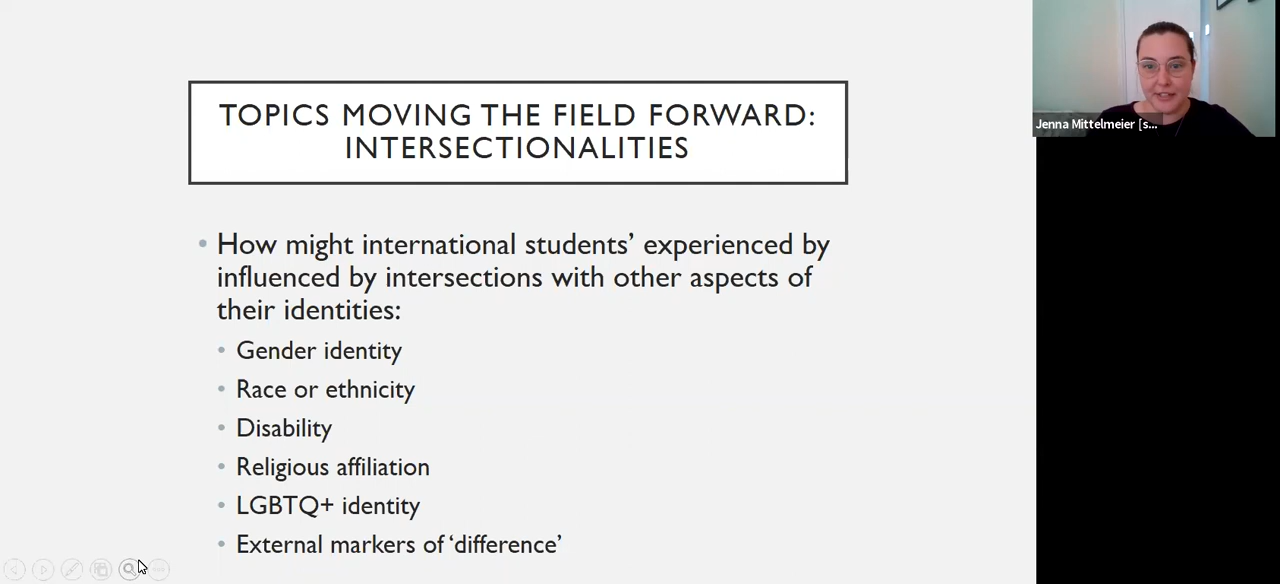 TOPICS MOVING THE FIELD FORWARD:
INTERSECTIONALITIES
• How might international students’ experienced by
influenced by intersections with other aspects of
their identities:
• Gender identity
• Race or ethnicity
• Disability
• Religious affiliation
• LGBTQ+ identity
• External markers of ‘difference’
Jenna Mittelmeier [s...